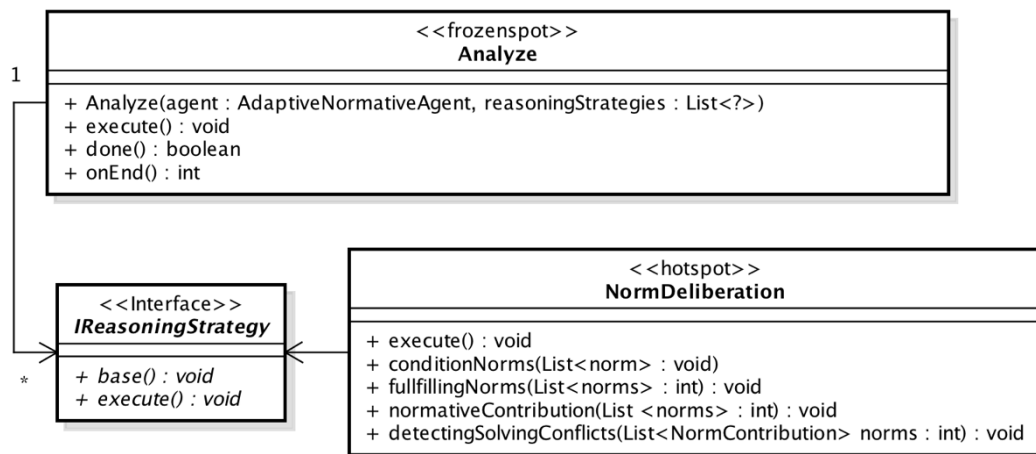 <<frozenspot>>
Analyze
1
+ Analyze(agent : AdaptiveNormativeAgent, reasoningStrategies : List<?>)
+ execute() : void
+ done() : boolean
+ onEnd() : int
<<Interface>>
IReasoningStrategy
*
+ base() : void
+ execute() : void
<<hotspot>>
NormDeliberation
+ execute() : void
+ conditionNorms(List<norm> : void)
+ fullfillingNorms(List<norms> : int) : void
+ normativeContribution(List <norms> : int) : void
+ detectingSolvingConflicts(List<NormContribution> norms : int) : void